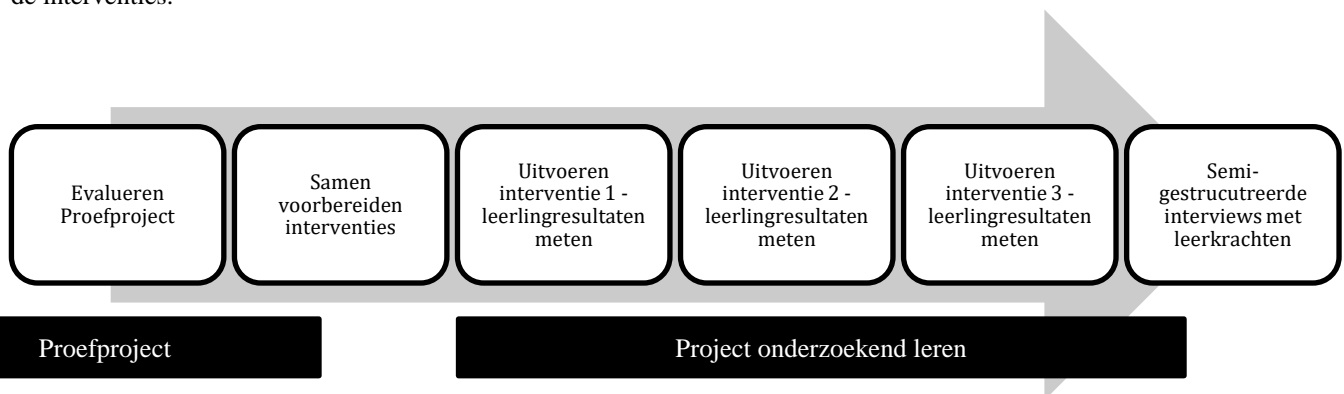 de interventies.
Evalueren
Proefproject
Samen
voorbereiden
interventies
Uitvoeren
interventie 1 -
leerlingresultaten
meten
Uitvoeren
interventie 2 -
leerlingresultaten
meten
Uitvoeren
interventie 3 -
leerlingresultaten
meten
Semi-
gestrucutreerde
interviews met
leerkrachten
Proefproject
Project onderzoekend leren